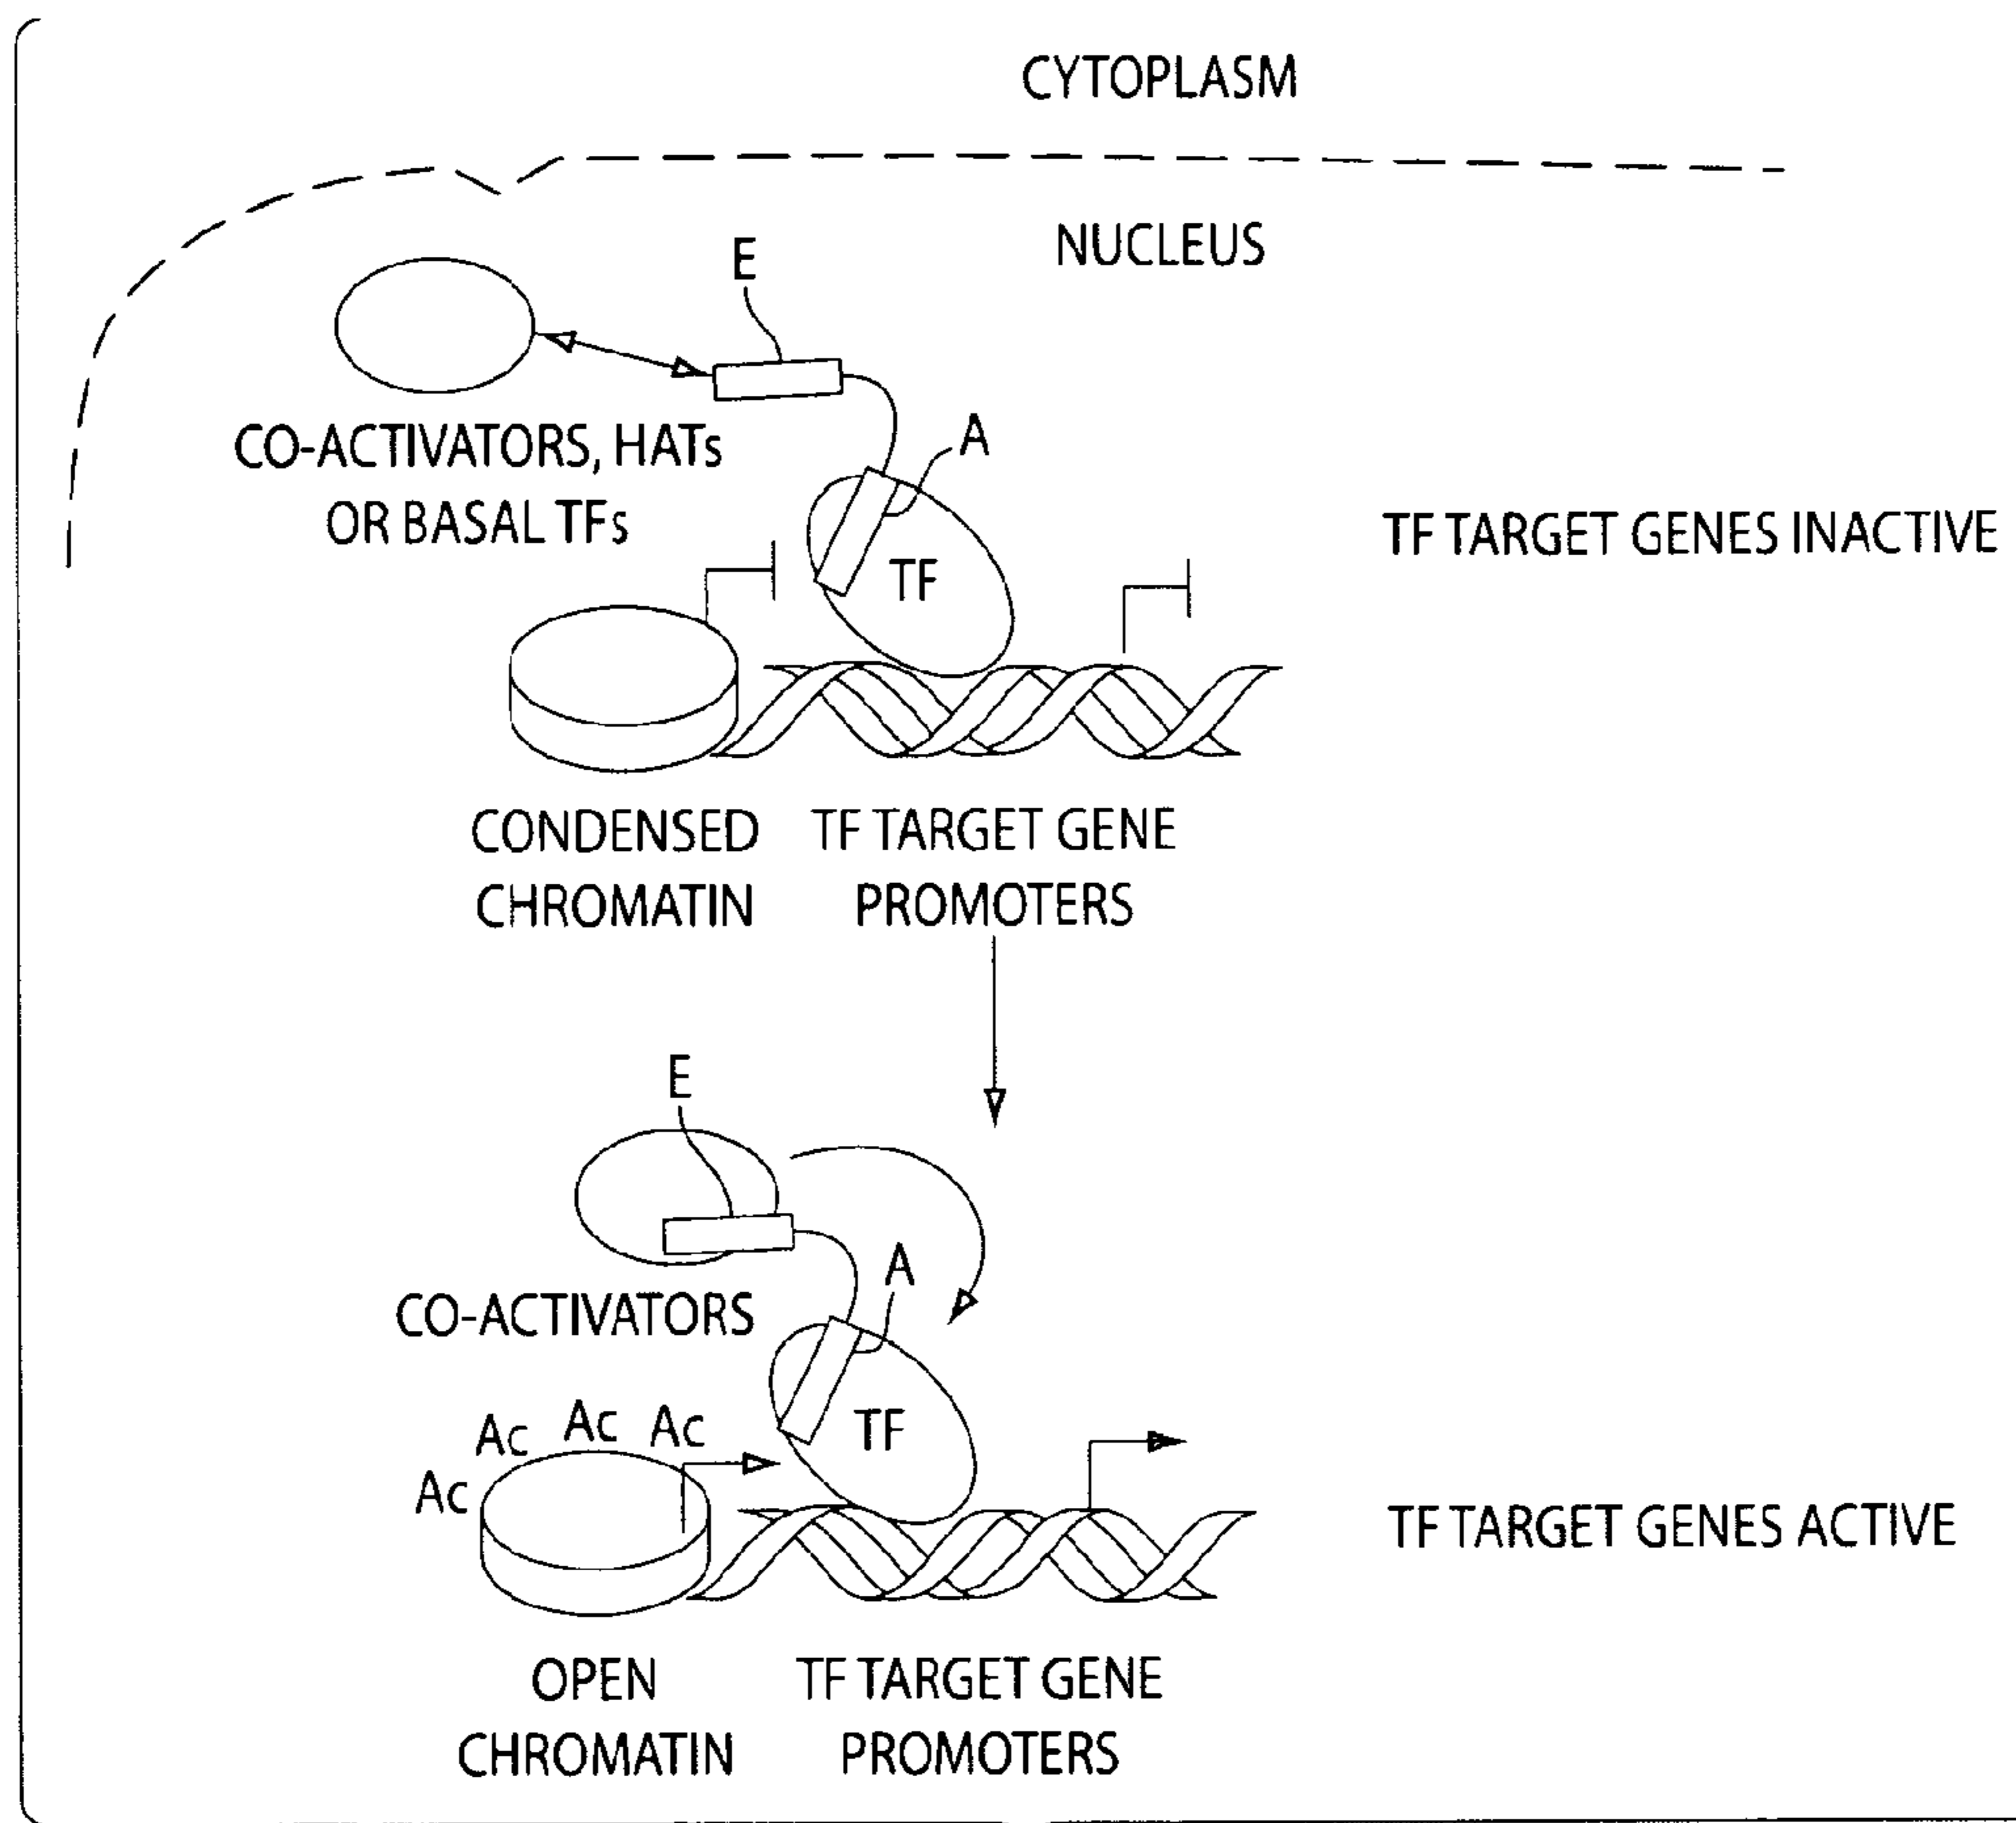 CYTOPLASM
NUCLEUS
E
A
CO-ACTIVATORS, HATs
OR BASAL TFs
TF
TF TARGET GENES INACTIVE
CONDENSED
CHROMATIN
TF TARGET GENE
PROMOTERS
E
A
CO-ACTIVATORS
TF
Ac Ac Ac
Ac
TF TARGET GENES ACTIVE
OPEN
CHROMATIN
TF TARGET GENE
PROMOTERS